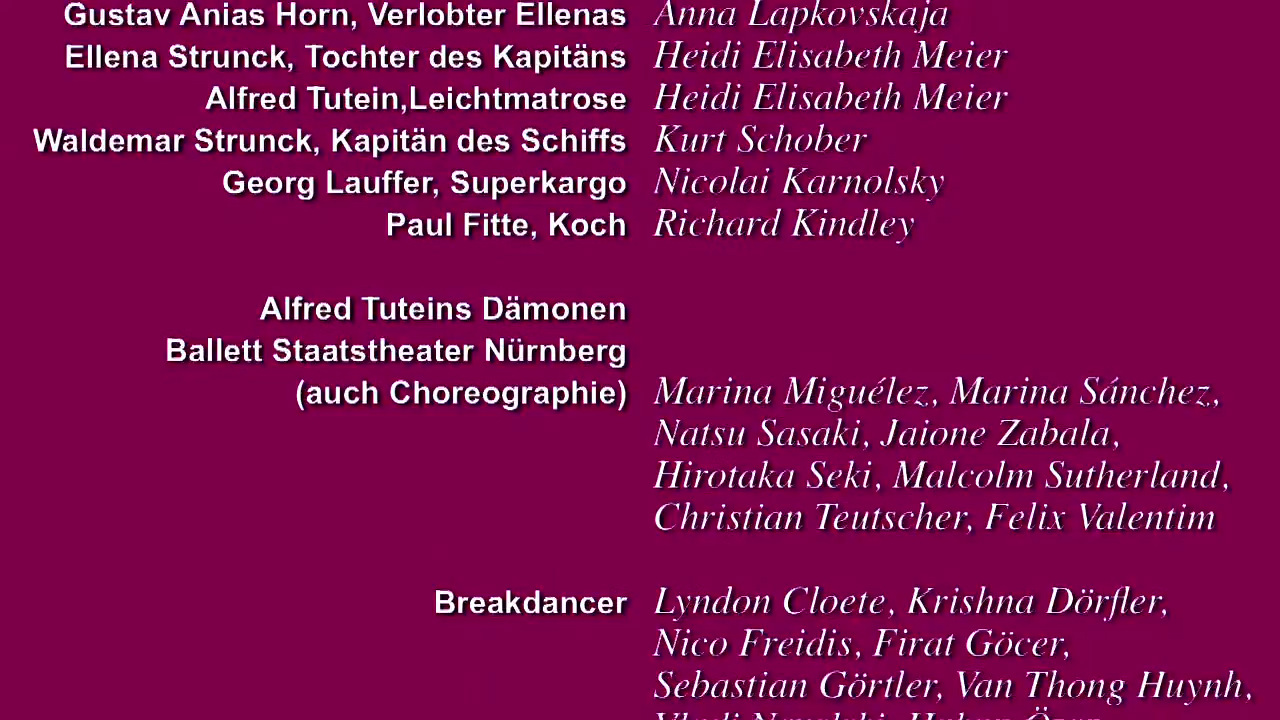 Gustav Anias Horn, Verlobter Ellenas Anna Lapkovskaja
Ellena Strunck, Tochter des Kapitäns Heidi Elisabeth Meier
Alfred Tutein,Leichtmatrose Heidi Elisabeth Meier
Waldemar Strunck, Kapitän des Schiffs Kurt Schober
Georg Lauffer, Superkargo Nicolai Karnolsky
Paul Fitte, Koch Richard Kindley
Alfred Tuteins Dämonen
Ballett Staatstheater Nürnberg
(auch Choreographie) Marina Miguélez, Marina Sánchez,
Natsu Sasaki, Jaione Zabala,
Hirotaka Seki, Malcolm Sutherland,
Christian Teutscher, Felix Valentim
Breakdancer Lyndon Cloete, Krishna Dörfler,
Nico Freidis, Firat Göcer,
Sebastian Görtler, Van Thong Huynh,